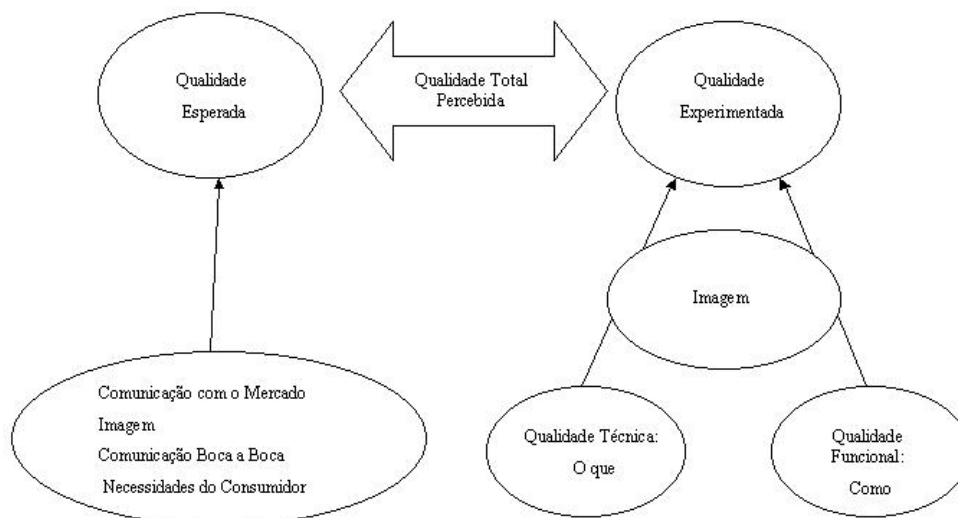 Qualidade
Esperada
Qualidade Total
Percebida
Qualidade
Experimentada
Imagem
Comunicação com o Mercado
Imagem
Comunicação Boca a Boca
Necessidades do Consumidor
Qualidade Técnica:
O que
Qualidade
Funcional:
Como